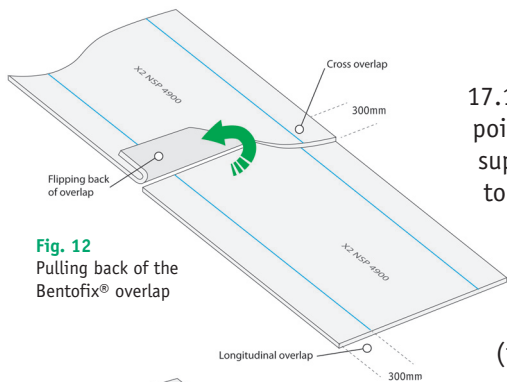 Cross overlap
300mm
X2 NSP 4900
Flipping back
of overlap
Fig. 12
Pulling back of the
Bentofix® overlap
X2 NSP 4900
Longitudinal overlap
300mm
17.1
poi
sup
to
(